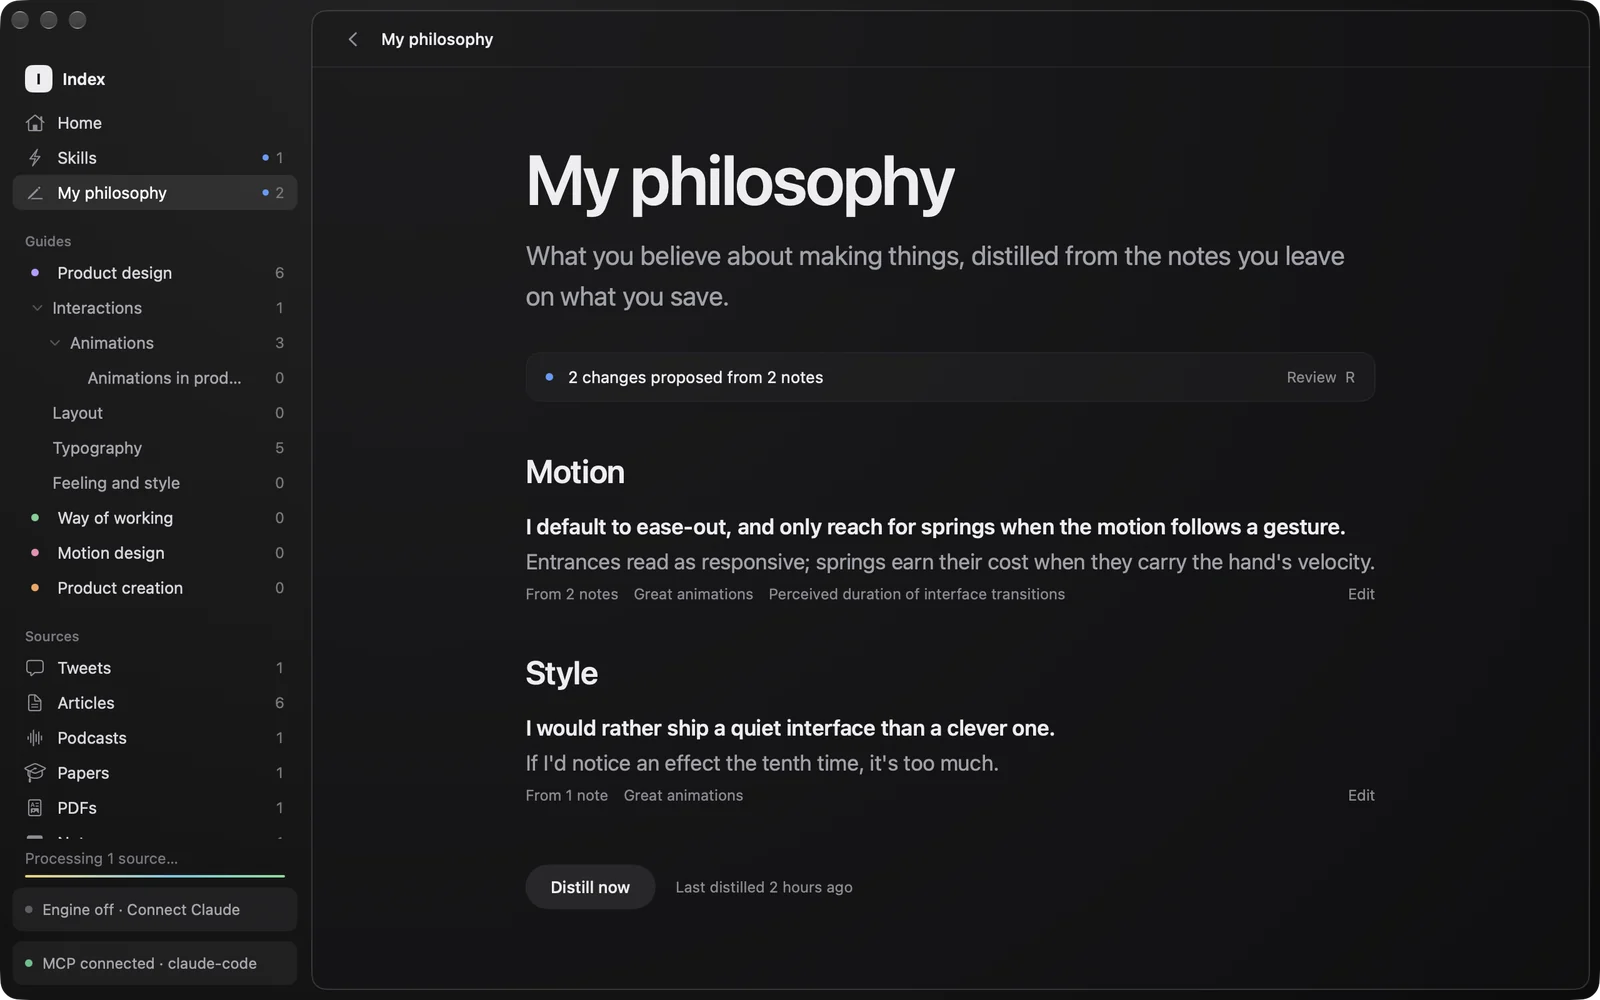 I Index
Home
Skills 1
My philosophy 2
Guides
Product design 6
Interactions 1
Animations 3
Animations in prod... 0
Layout 0
Typography 5
Feeling and style 0
Way of working 0
Motion design 0
Product creation 0
Sources
Tweets 1
Articles 6
Podcasts 1
Papers 1
PDFs 1
Processing 1 source...
Engine off · Connect Claude
MCP connected · claude-code
My philosophy
My philosophy
What you believe about making things, distilled from the notes you leave
on what you save.
2 changes proposed from 2 notes Review R
Motion
I default to ease-out, and only reach for springs when the motion follows a gesture.
Entrances read as responsive; springs earn their cost when they carry the hand's velocity.
From 2 notes Great animations Perceived duration of interface transitions Edit
Style
I would rather ship a quiet interface than a clever one.
If I'd notice an effect the tenth time, it's too much.
From 1 note Great animations Edit
Distill now Last distilled 2 hours ago